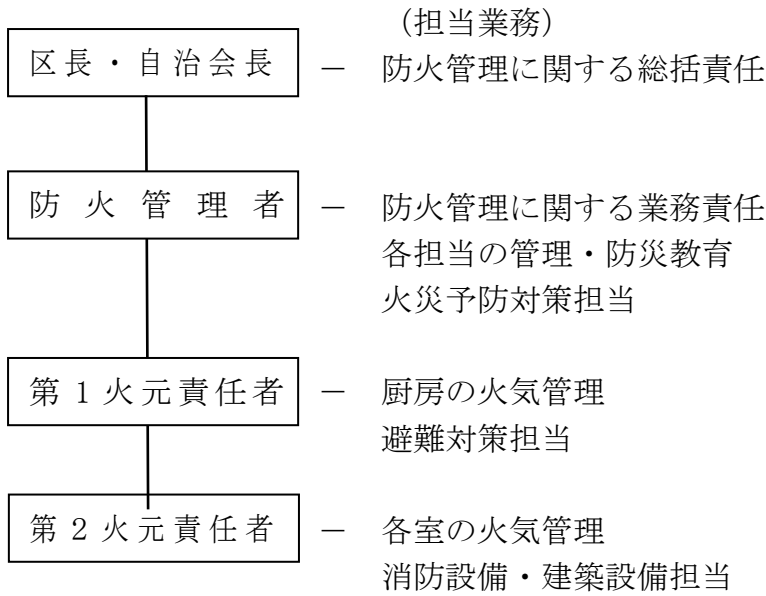 （担当業務）
区長・自治会長 － 防火管理に関する総括責任
防火管理者 － 防火管理に関する業務責任
各担当の管理・防災教育
火災予防対策担当
第１火元責任者 － 厨房の火気管理
避難対策担当
第２火元責任者 － 各室の火気管理
消防設備・建築設備担当